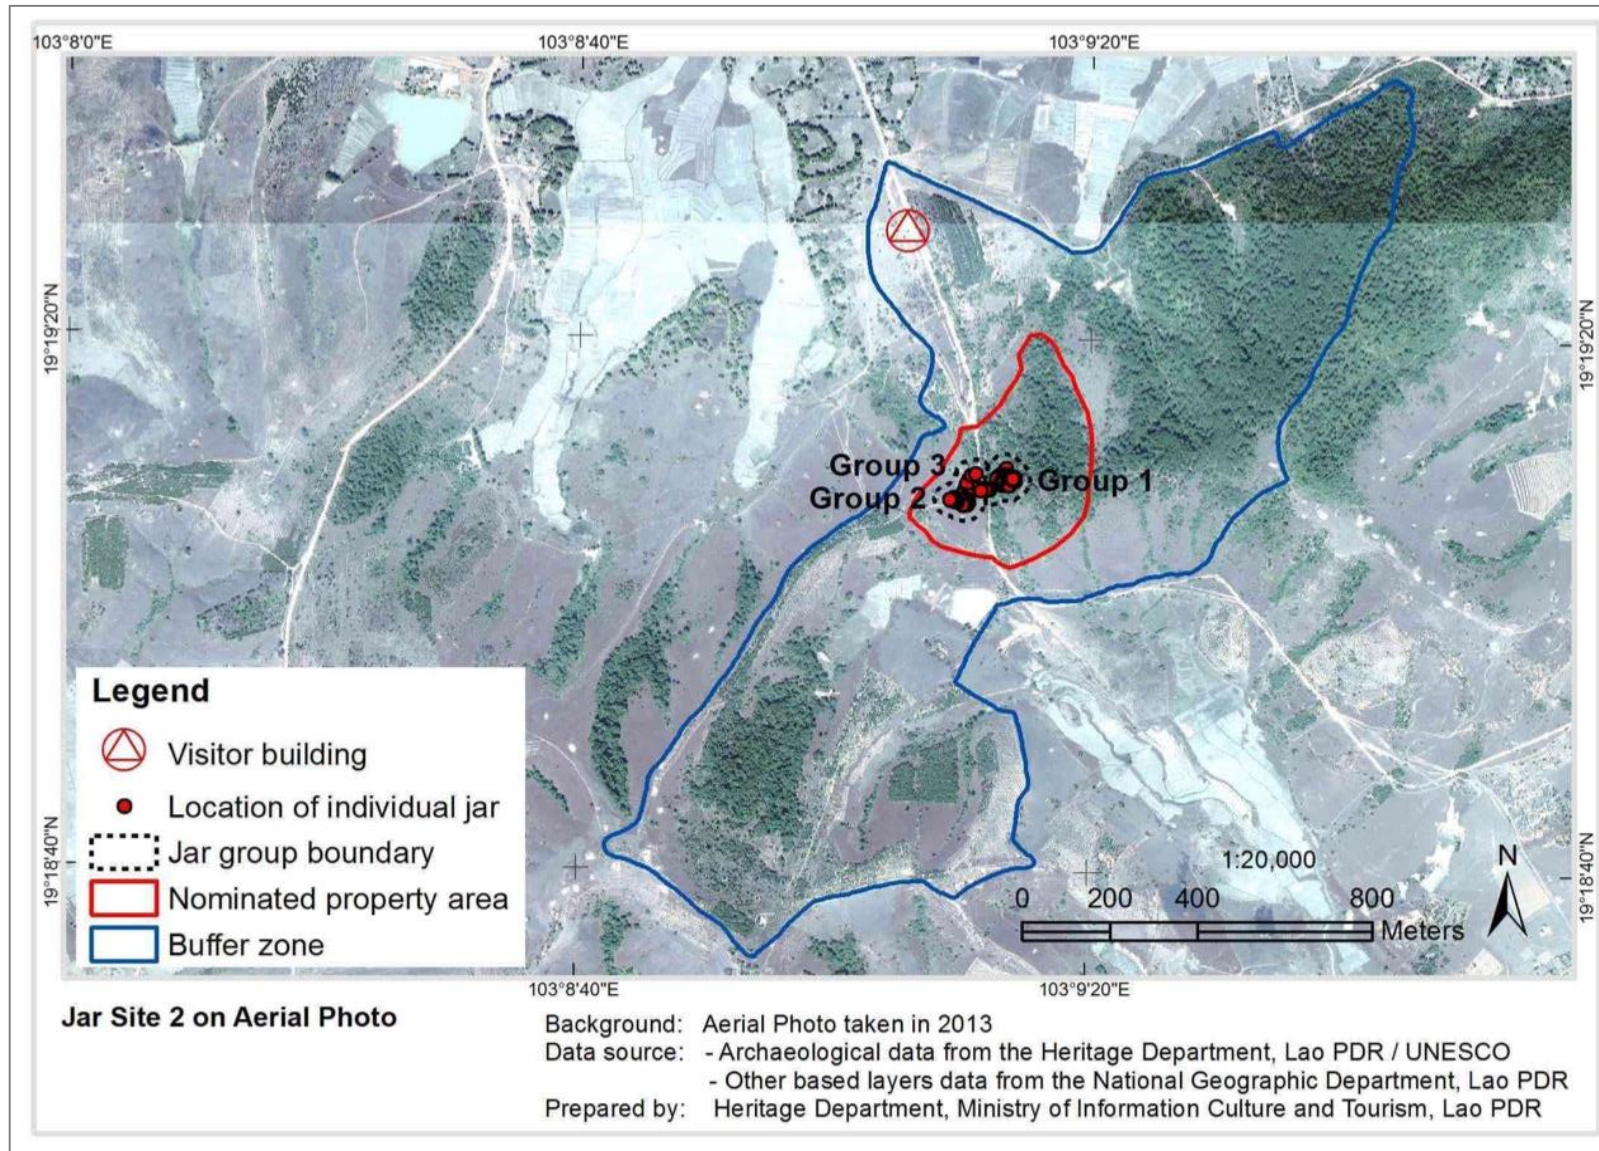 103°8'0"E 103°8'40"E 103°9'20"E
19°19'20"N
19°19'20"N
Group 3
Group 1
Group 2
Legend
Visitor building
Location of individual jar
Jar group boundary
Nominated property area
Buffer zone
19°18'40"N
19°18'40"N
1:20,000
N
0 200 400 800
Meters
103°8'40"E 103°9'20"E
Jar Site 2 on Aerial Photo
Background: Aerial Photo taken in 2013
Data source: - Archaeological data from the Heritage Department, Lao PDR / UNESCO
- Other based layers data from the National Geographic Department, Lao PDR
Prepared by: Heritage Department, Ministry of Information Culture and Tourism, Lao PDR